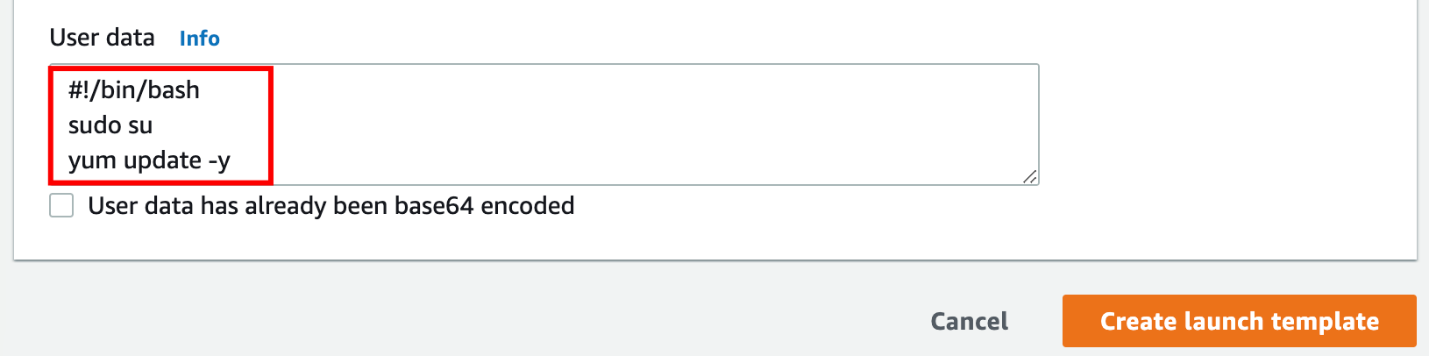 User data Info
#!/bin/bash
sudo su
yum update -y
User data has already been base64 encoded
Cancel Create launch template